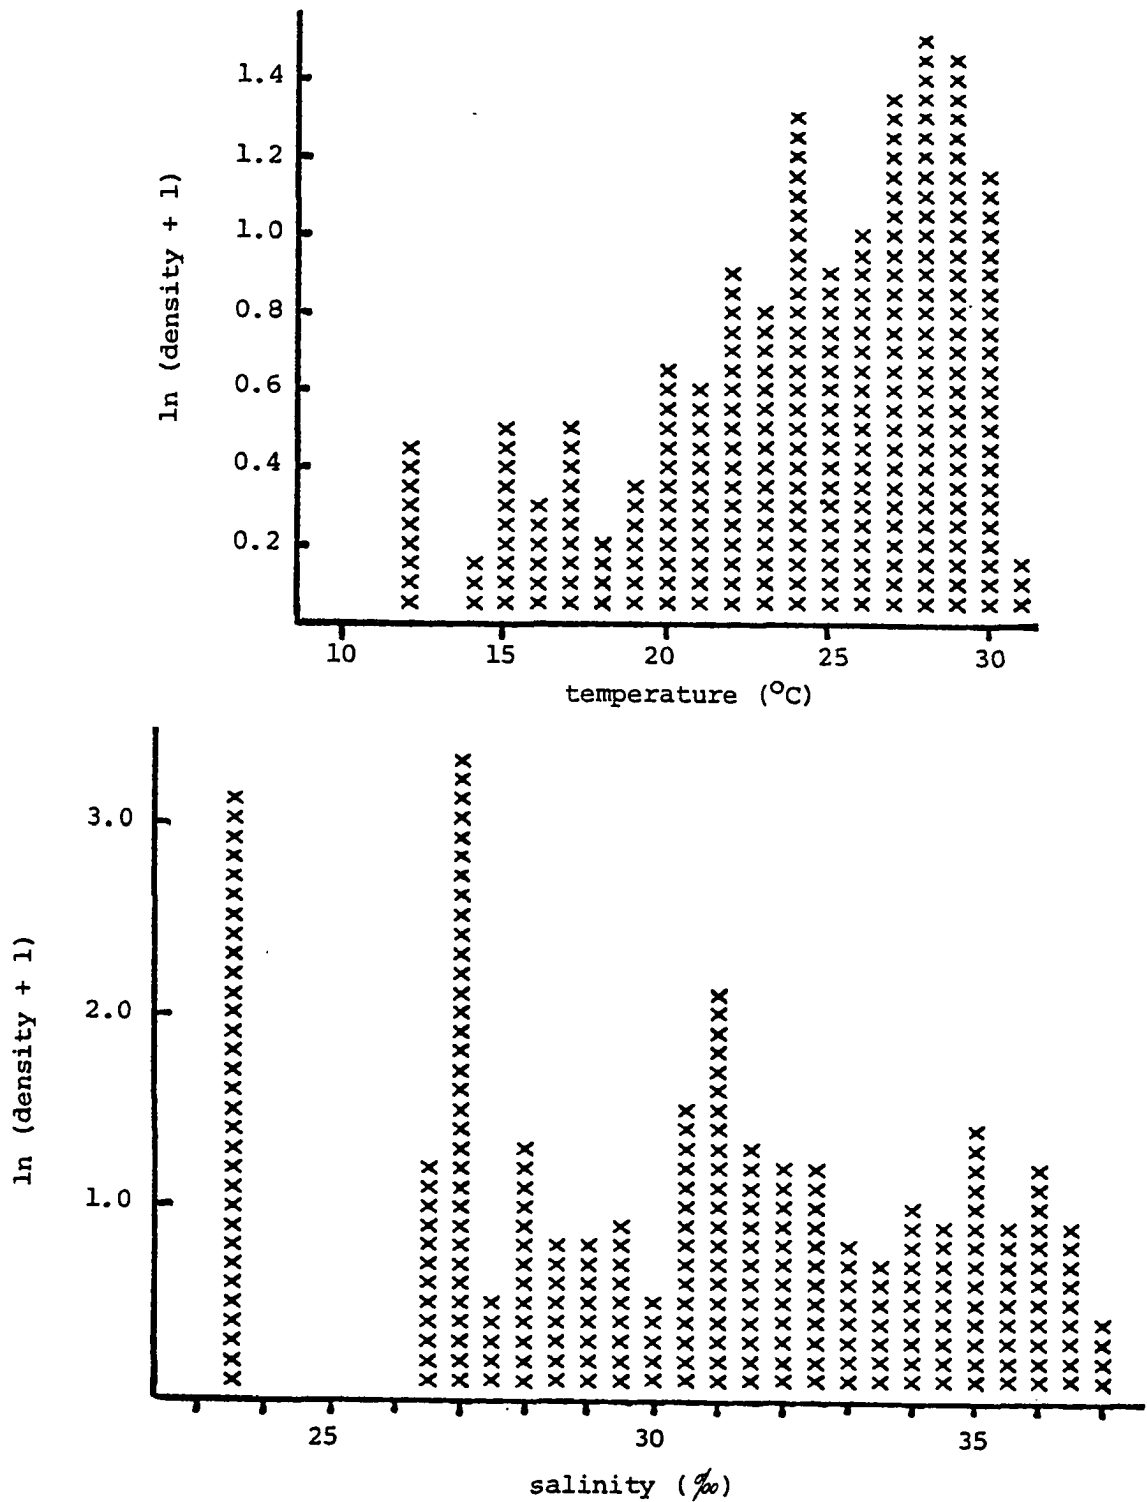 1.4
1.2
1.0
0.8
0.6
0.4
0.2
ln (density + 1)
10 15 20 25 30
temperature (°C)
3.0
2.0
1.0
ln (density + 1)
25 30 35
salinity (‰)